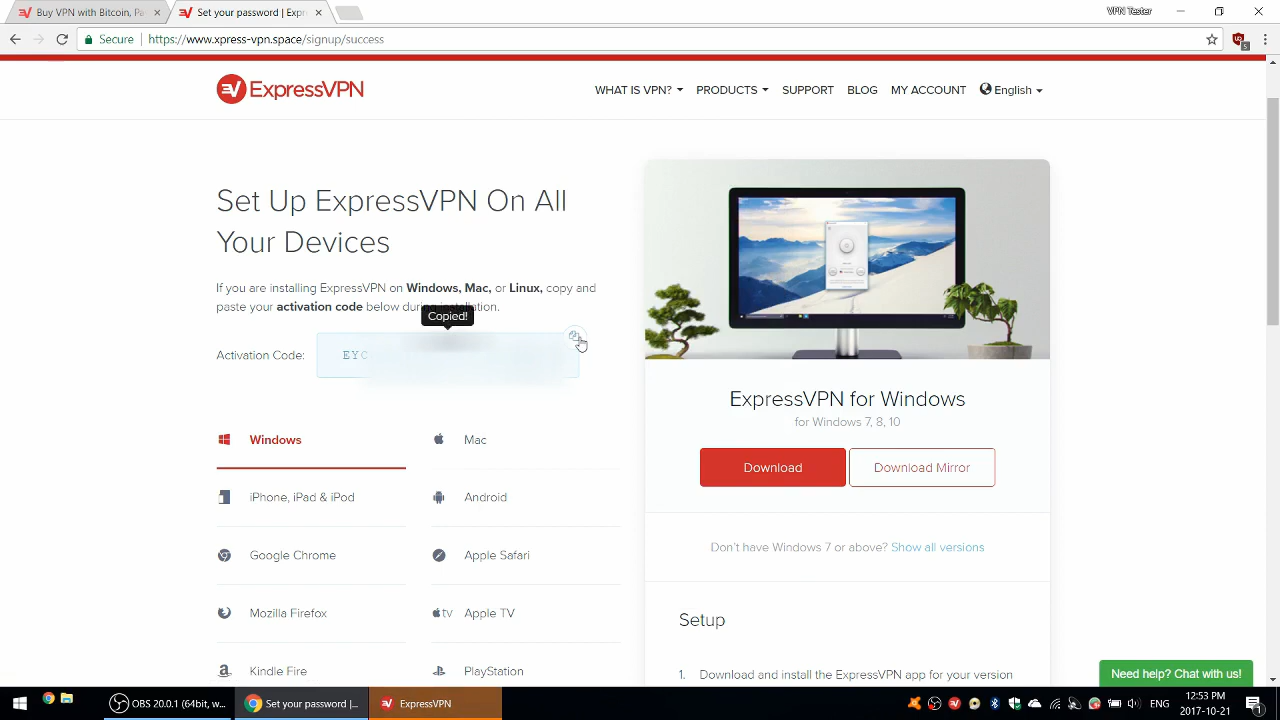 Buy VPN with Bitcoin, Pa
Set your password | Expr
VPN Tester
Secure
https://www.xpress-vpn.space/signup/success
ExpressVPN
WHAT IS VPN?
PRODUCTS
SUPPORT
BLOG
MY ACCOUNT
English
Set Up ExpressVPN On All
Your Devices
If you are installing ExpressVPN on Windows, Mac, or Linux, copy and
paste your activation code below during installation.
Copied!
Activation Code:
EYC
Windows
Mac
iPhone, iPad & iPod
Android
Google Chrome
Apple Safari
Mozilla Firefox
tv
Apple TV
Kindle Fire
PlayStation
ExpressVPN for Windows
for Windows 7, 8, 10
Download
Download Mirror
Don't have Windows 7 or above? Show all versions
Setup
1. Download and install the ExpressVPN app for your version
Need help? Chat with us!
OBS 20.0.1 (64bit, w...
Set your password |...
ExpressVPN
ENG
12:53 PM
2017-10-21